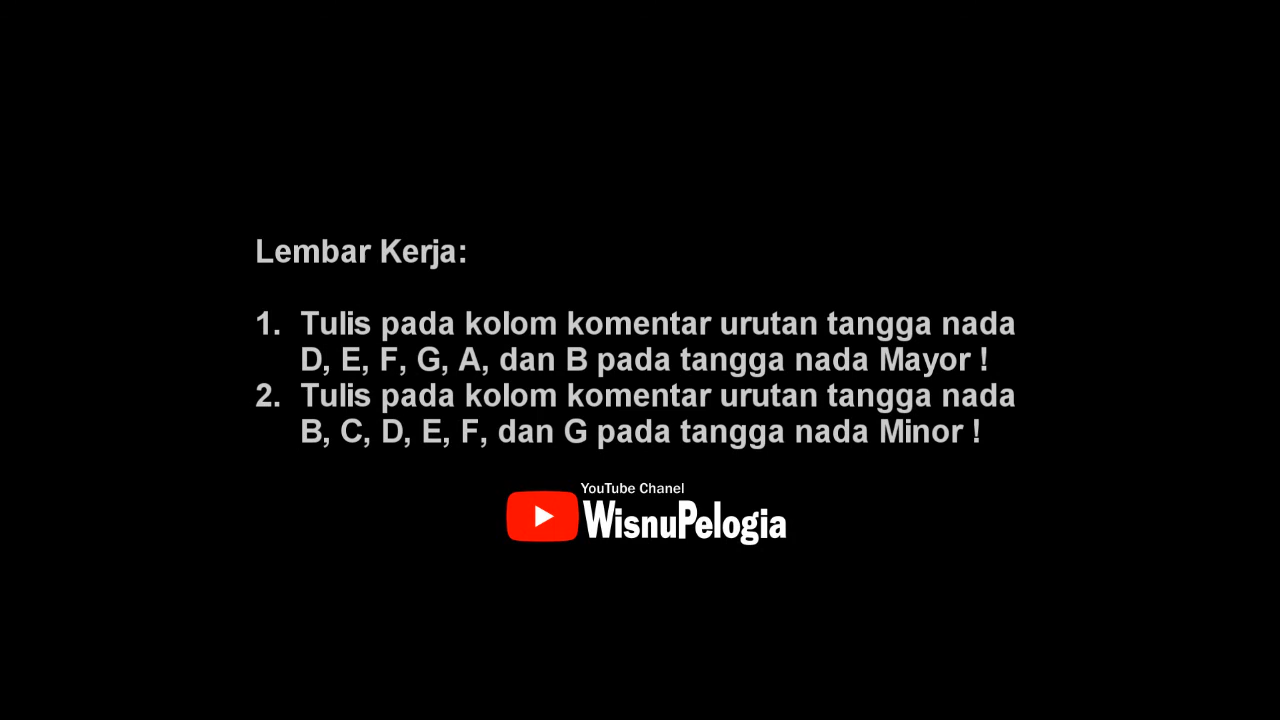 Lembar Kerja:
1. Tulis pada kolom komentar urutan tangga nada
D, E, F, G, A, dan B pada tangga nada Mayor !
2. Tulis pada kolom komentar urutan tangga nada
B, C, D, E, F, dan G pada tangga nada Minor !
YouTube Chanel
WisnuPelogia